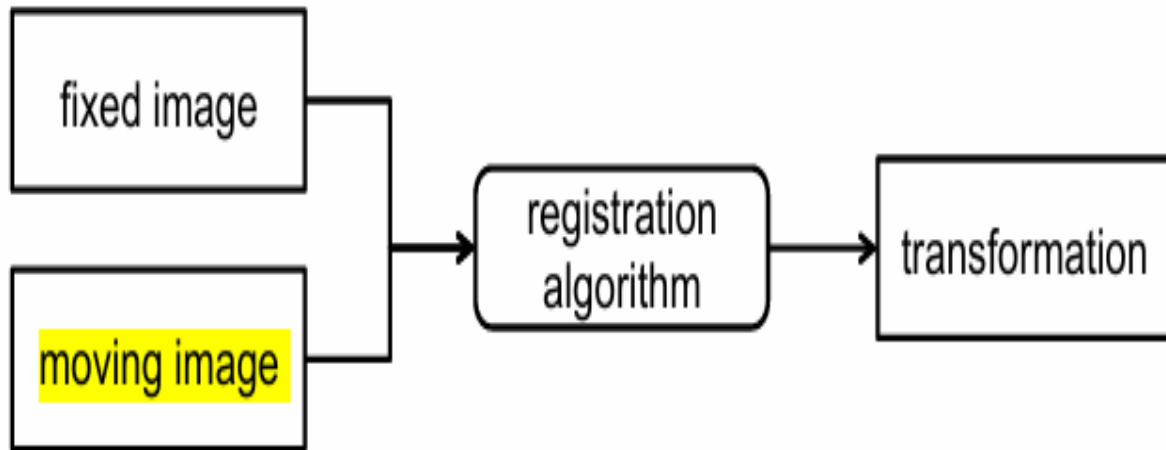 fixed image
moving image
registration
algorithm
transformation